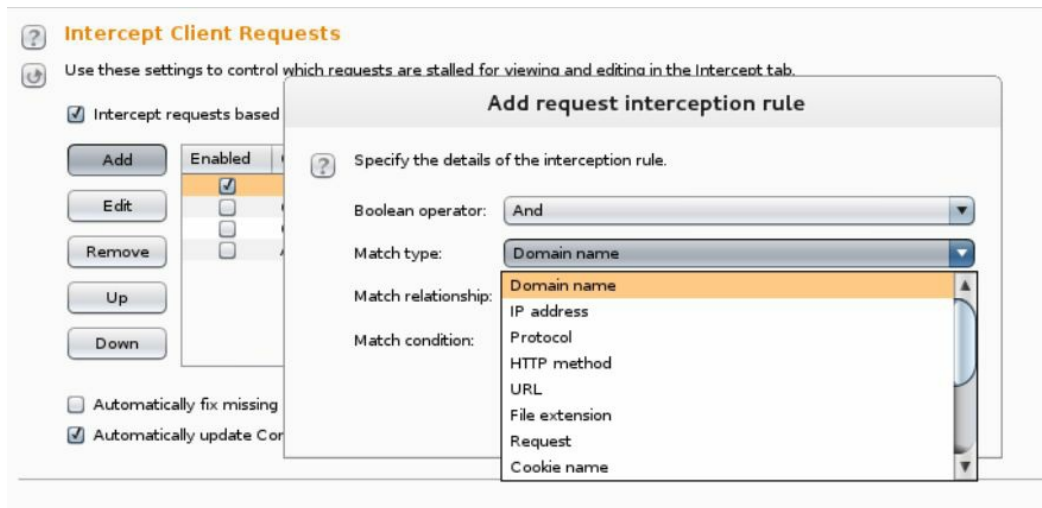 Intercept Client Requests
Use these settings to control which requests are stalled for viewing and editing in the Intercept tab.
Intercept requests based
Add
Edit
Remove
Up
Down
Enabled
Automatically fix missing
Automatically update
Add request interception rule
Specify the details of the interception rule.
Boolean operator: And
Match type: Domain name
Match relationship:
Match condition:
Domain name
IP address
Protocol
HTTP method
URL
File extension
Request
Cookie name